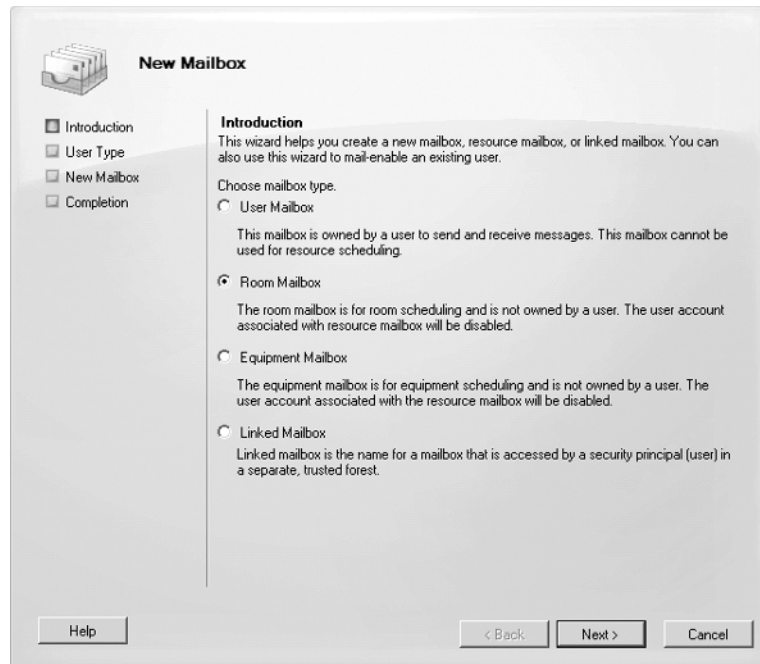 New Mailbox
Introduction
User Type
New Mailbox
Completion
Introduction
This wizard helps you create a new mailbox, resource mailbox, or linked mailbox. You can
also use this wizard to mail-enable an existing user.
Choose mailbox type.
User Mailbox
This mailbox is owned by a user to send and receive messages. This mailbox cannot be
used for resource scheduling.
Room Mailbox
The room mailbox is for room scheduling and is not owned by a user. The user account
associated with resource mailbox will be disabled.
Equipment Mailbox
The equipment mailbox is for equipment scheduling and is not owned by a user. The
user account associated with the resource mailbox will be disabled.
Linked Mailbox
Linked mailbox is the name for a mailbox that is accessed by a security principal (user) in
a separate, trusted forest.
Help
< Back
Next >
Cancel